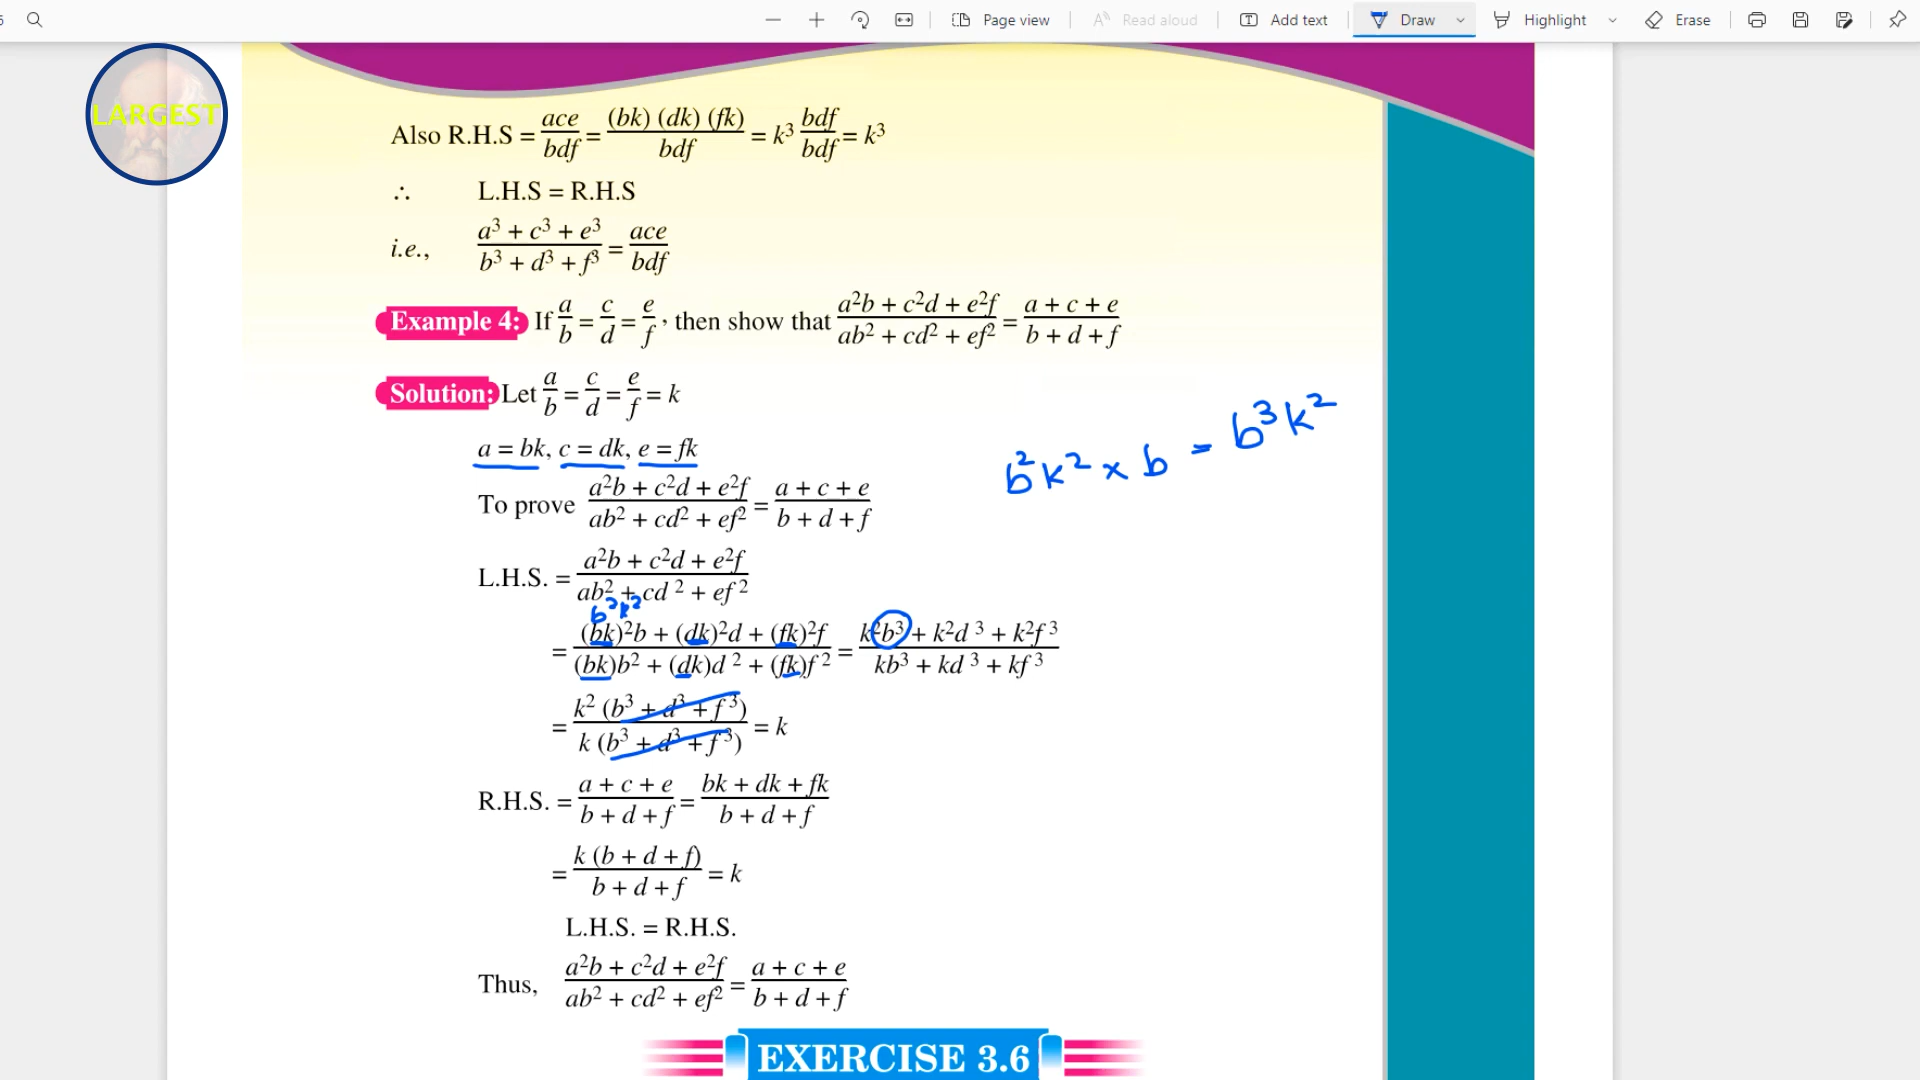 Page view Read aloud Add text Draw Highlight Erase
LARGEST
Also R.H.S = ace/bdf = (bk) (dk) (fk)/bdf = k³ bdf/bdf = k³
∴ L.H.S = R.H.S
i.e., a³ + c³ + e³/b³ + d³ + f³ = ace/bdf
Example 4: If a/b = c/d = e/f, then show that a²b + c²d + e²f/ab² + cd² + ef² = a + c + e/b + d + f
Solution: Let a/b = c/d = e/f = k
a = bk, c = dk, e = fk
b²k² × b = b³k²
To prove a²b + c²d + e²f/ab² + cd² + ef² = a + c + e/b + d + f
L.H.S. = a²b + c²d + e²f/ab² + cd² + ef²
b²k²
= (bk)²b + (dk)²d + (fk)²f/(bk)b² + (dk)d² + (fk)f² = k²b³ + k²d³ + k²f³/kb³ + kd³ + kf³
= k² (b³ + d³ + f³)/k (b³ + d³ + f³) = k
R.H.S. = a + c + e/b + d + f = bk + dk + fk/b + d + f
= k (b + d + f)/b + d + f = k
L.H.S. = R.H.S.
Thus, a²b + c²d + e²f/ab² + cd² + ef² = a + c + e/b + d + f
EXERCISE 3.6